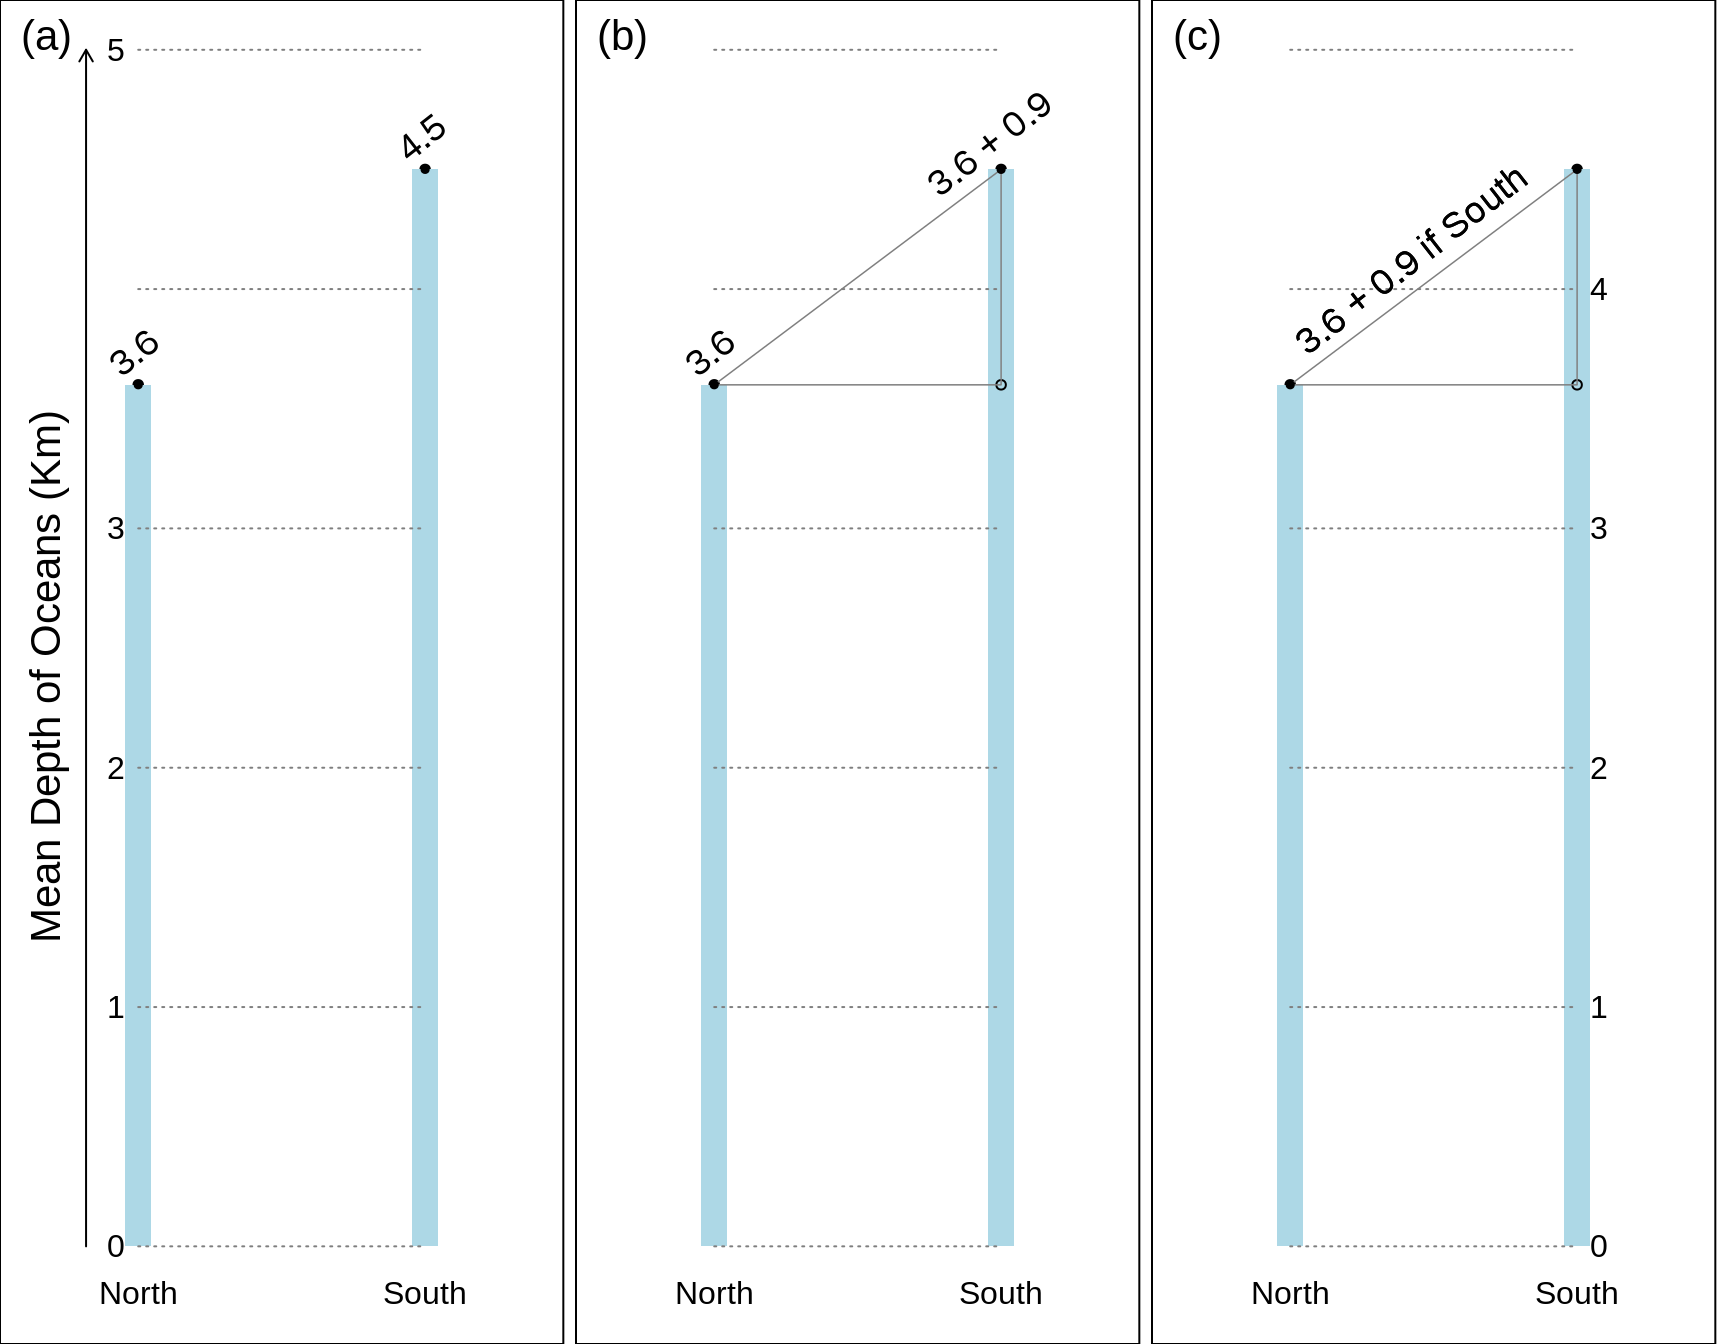 (a)
5
4.5
3.6
3
2
1
0
Mean Depth of Oceans (Km)
North
South
(b)
3.6 + 0.9
3.6
North
South
(c)
3.6 + 0.9 if South
4
3
2
1
0
North
South